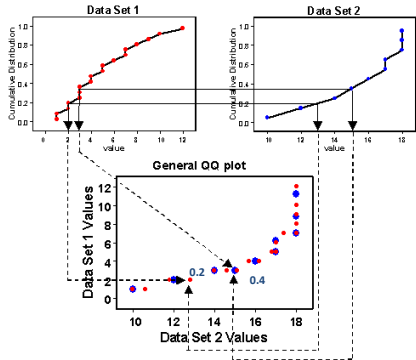 Data Set 1
Cumulative Distribution
1.0
0.8
0.6
0.4
0.2
0.0
0 2 4 6 8 10 12
value
Data Set 2
Cumulative Distribution
1.0
0.8
0.6
0.4
0.2
0.0
10 12 14 16 18
value
General QQ plot
Data Set 1 Values
12
10
8
6
4
2
0
0.2
0.4
10 12 14 16 18
Data Set 2 Values